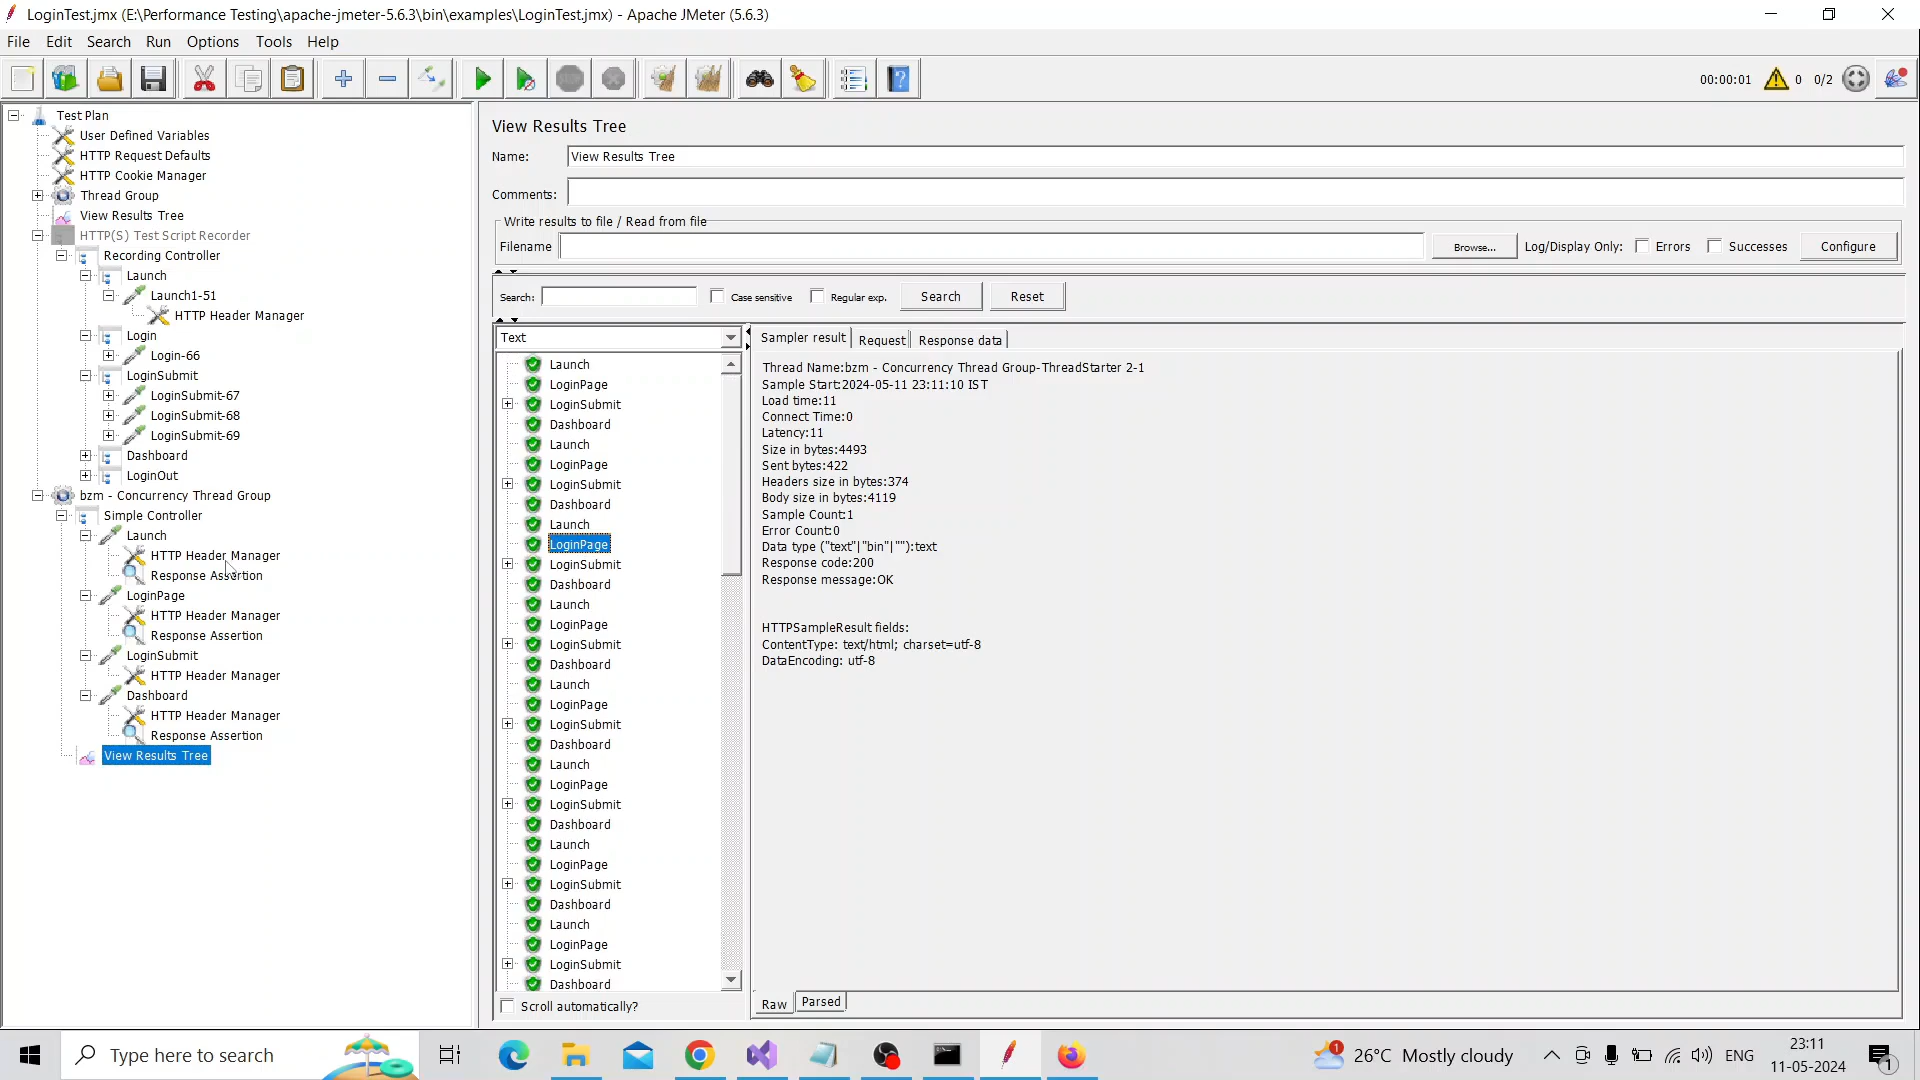 LoginTest.jmx (E:\Performance Testing\apache-jmeter-5.6.3\bin\examples\LoginTest.jmx) - Apache JMeter (5.6.3)
File Edit Search Run Options Tools Help
00:00:01 0 0/2
Test Plan
User Defined Variables
HTTP Request Defaults
HTTP Cookie Manager
Thread Group
View Results Tree
HTTP(S) Test Script Recorder
Recording Controller
Launch
Launch1-51
HTTP Header Manager
Login
Login-66
LoginSubmit
LoginSubmit-67
LoginSubmit-68
LoginSubmit-69
Dashboard
LoginOut
bzm - Concurrency Thread Group
Simple Controller
Launch
HTTP Header Manager
Response Assertion
LoginPage
HTTP Header Manager
Response Assertion
LoginSubmit
HTTP Header Manager
Dashboard
HTTP Header Manager
Response Assertion
View Results Tree
View Results Tree
Name: View Results Tree
Comments:
Write results to file / Read from file
Filename Browse... Log/Display Only: Errors Successes Configure
Search: Case sensitive Regular exp. Search Reset
Text
Launch
LoginPage
LoginSubmit
Dashboard
Launch
LoginPage
LoginSubmit
Dashboard
Launch
LoginPage
LoginSubmit
Dashboard
Launch
LoginPage
LoginSubmit
Dashboard
Launch
LoginPage
LoginSubmit
Dashboard
Launch
LoginPage
LoginSubmit
Dashboard
Launch
LoginPage
LoginSubmit
Dashboard
Launch
LoginPage
LoginSubmit
Dashboard
Scroll automatically?
Sampler result Request Response data
Thread Name:bzm - Concurrency Thread Group-ThreadStarter 2-1
Sample Start:2024-05-11 23:11:10 IST
Load time:11
Connect Time:0
Latency:11
Size in bytes:4493
Sent bytes:422
Headers size in bytes:374
Body size in bytes:4119
Sample Count:1
Error Count:0
Data type ("text"|"bin"|""):text
Response code:200
Response message:OK
HTTPSampleResult fields:
ContentType: text/html; charset=utf-8
DataEncoding: utf-8
Raw Parsed
Type here to search
1
26°C Mostly cloudy
ENG
23:11
11-05-2024
1